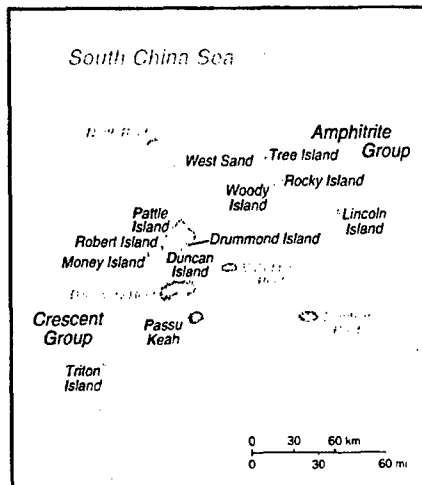 South China Sea
Amphitrite
Group
West Sand
Tree Island
Rocky Island
Woody
Island
Lincoln
Island
Pattle
Island
Robert Island
Drummond Island
Money Island
Duncan
Island
Crescent
Group
Passu
Keah
Triton
Island
0 30 60 km
0 30 60 mi